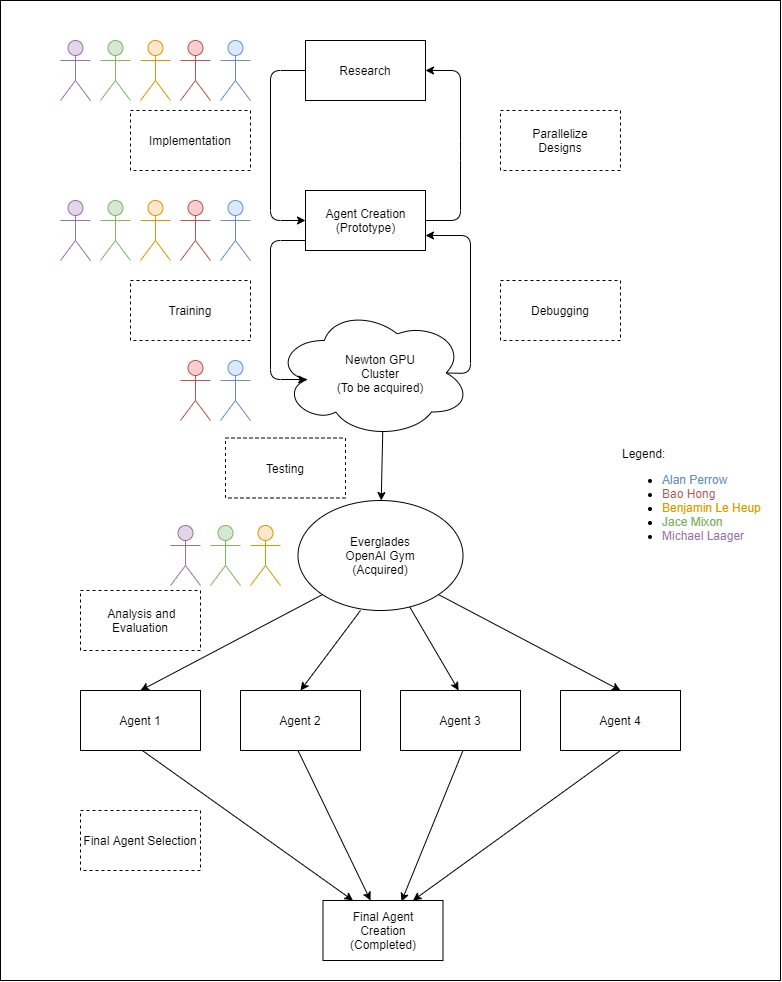 Research
Implementation
Parallelize
Designs
Agent Creation
(Prototype)
Training
Debugging
Newton GPU
Cluster
(To be acquired)
Testing
Legend:
Alan Perrow
Bao Hong
Benjamin Le Heup
Jace Mixon
Michael Laager
Everglades
OpenAI Gym
(Acquired)
Analysis and
Evaluation
Agent 1
Agent 2
Agent 3
Agent 4
Final Agent Selection
Final Agent
Creation
(Completed)